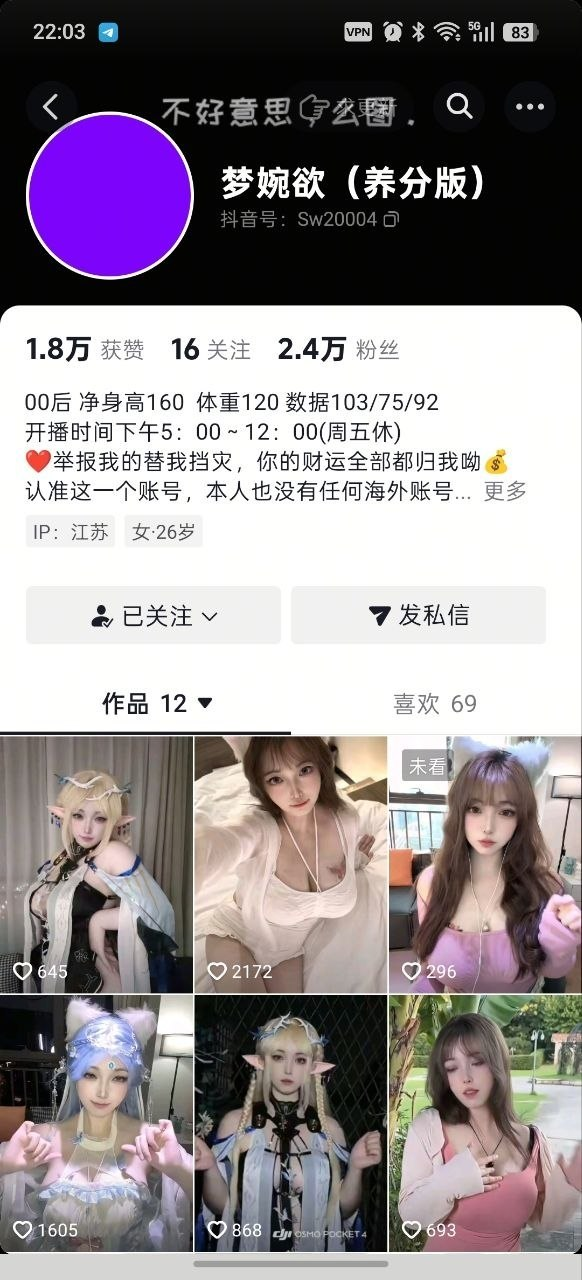 22:03 VPN 5G 83
不好意思,公图.
求更新
梦婉欲（养分版）
抖音号：Sw20004
1.8万 获赞 16 关注 2.4万 粉丝
00后 净身高160 体重120 数据103/75/92
开播时间下午5：00 ~ 12：00(周五休)
❤️举报我的替我挡灾，你的财运全部都归我呦💰
认准这一个账号，本人也没有任何海外账号... 更多
IP：江苏 女·26岁
已关注 发私信
作品 12 喜欢 69
未看
645 2172 296
1605 868 693
DJI OSMO POCKET 4